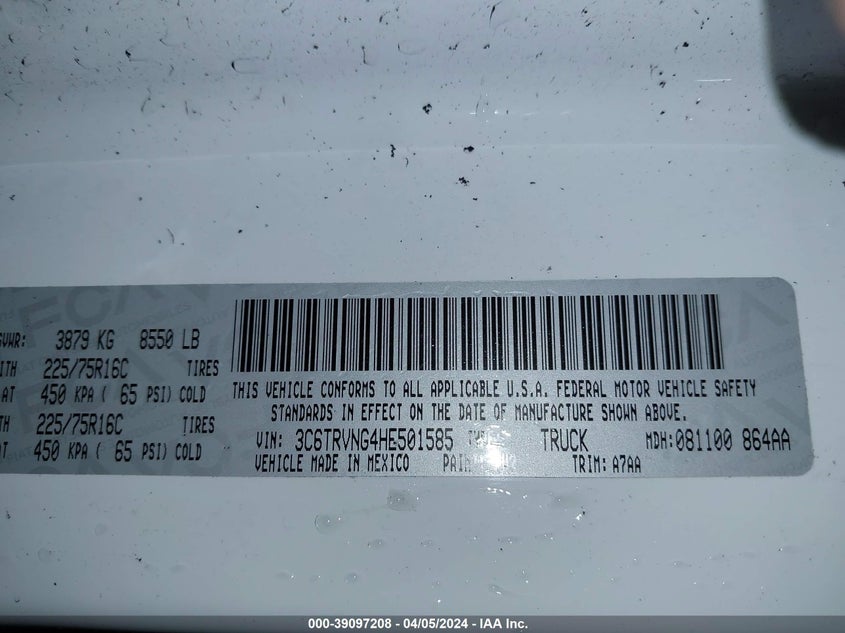 GVWR: 3879 KG 8550 LB
225/75R16C TIRES
AT 450 KPA ( 65 PSI) COLD
225/75R16C TIRES
450 KPA ( 65 PSI) COLD
THIS VEHICLE CONFORMS TO ALL APPLICABLE U.S.A. FEDERAL MOTOR VEHICLE SAFETY
STANDARDS IN EFFECT ON THE DATE OF MANUFACTURE SHOWN ABOVE.
VIN: 3C6TRVNG4HE501585 TRUCK MDH:081100 864AA
VEHICLE MADE IN MEXICO TRIM: A7AA
000-39097208 - 04/05/2024 - IAA Inc.